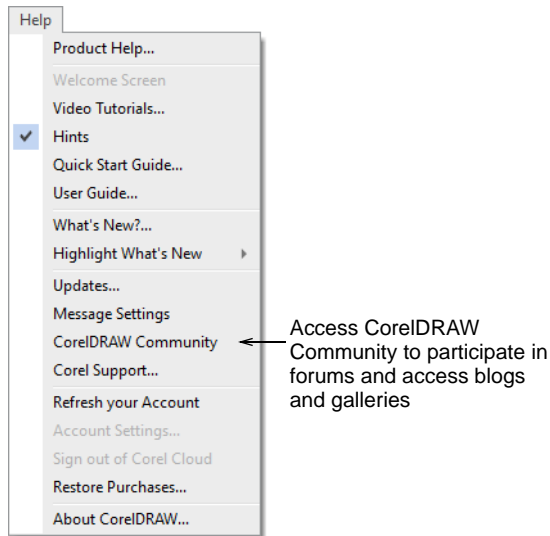 Help
Product Help...
Welcome Screen
Video Tutorials...
Hints
Quick Start Guide...
User Guide...
What's New?...
Highlight What's New
Updates...
Message Settings
CorelDRAW Community
Corel Support...
Refresh your Account
Account Settings...
Sign out of Corel Cloud
Restore Purchases...
About CorelDRAW...
Access CorelDRAW
Community to participate in
forums and access blogs
and galleries